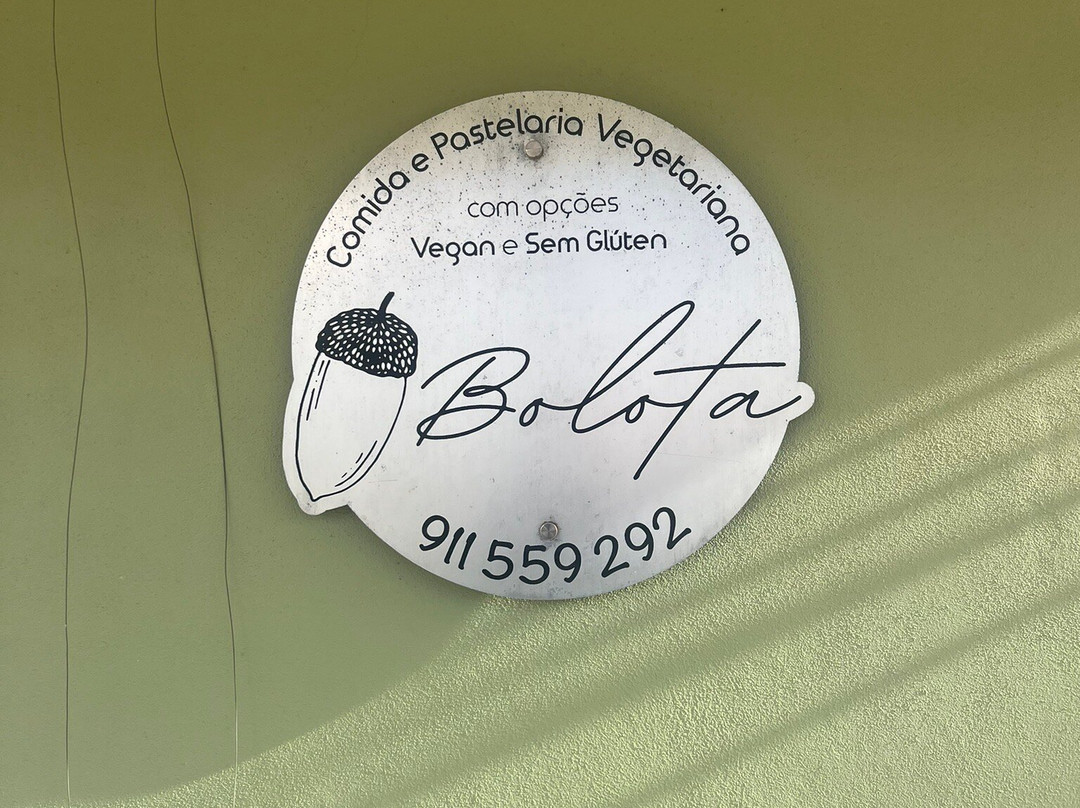 Comida e Pastelaria Vegetariana
com opções
Vegan e Sem Glúten
Bolota
911 559 292